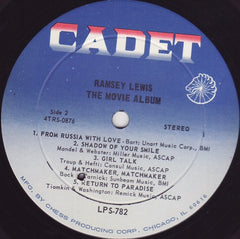 CADET
RAMSEY LEWIS
THE MOVIE ALBUM
Side 2
4TRS-0876
STEREO
1. FROM RUSSIA WITH LOVE - Bart; Unart Music Corp., BMI
2. SHADOW OF YOUR SMILE
Mandel & Webster; Miller Music, ASCAP
3. GIRL TALK
Troup & Hefti; Consul Music, ASCAP
4. MATCHMAKER, MATCHMAKER
Bock & Harnick; Sunbeam Music, BMI
5. RETURN TO PARADISE
Tiomkin & Washington; Remick Music, ASCAP
LPS-782
MFG. BY CHESS PRODUCING CORP. CHICAGO, IL 60616